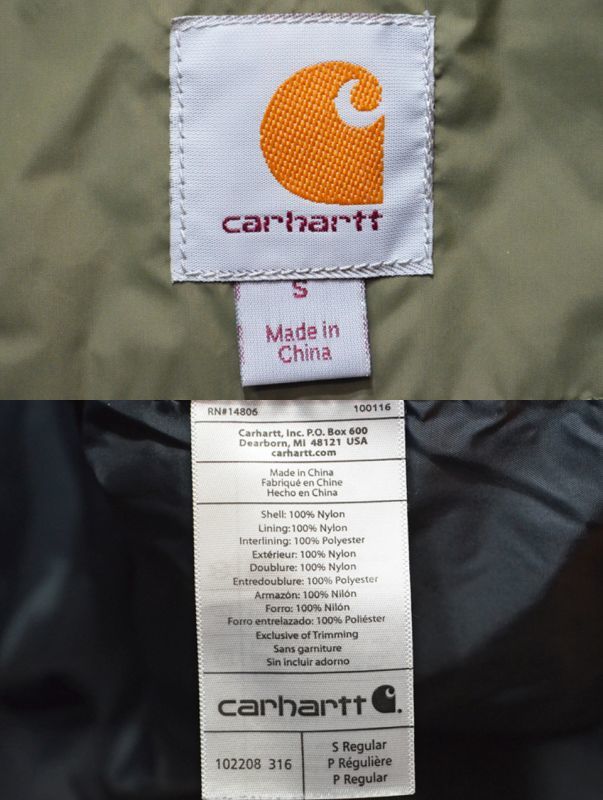 carhartt
S
Made in
China
RN#14806 100116
Carhartt, Inc. P.O. Box 600
Dearborn, MI 48121 USA
carhartt.com
Made in China
Fabriqué en Chine
Hecho en China
Shell: 100% Nylon
Lining:100% Nylon
Interlining: 100% Polyester
Extérieur: 100% Nylon
Doublure: 100% Nylon
Entredoublure: 100% Polyester
Armazón: 100% Nilón
Forro: 100% Nilón
Forro entrelazado: 100% Poliéster
Exclusive of Trimming
Sans garniture
Sin incluir adorno
carhartt
102208 316
S Regular
P Régulière
P Regular